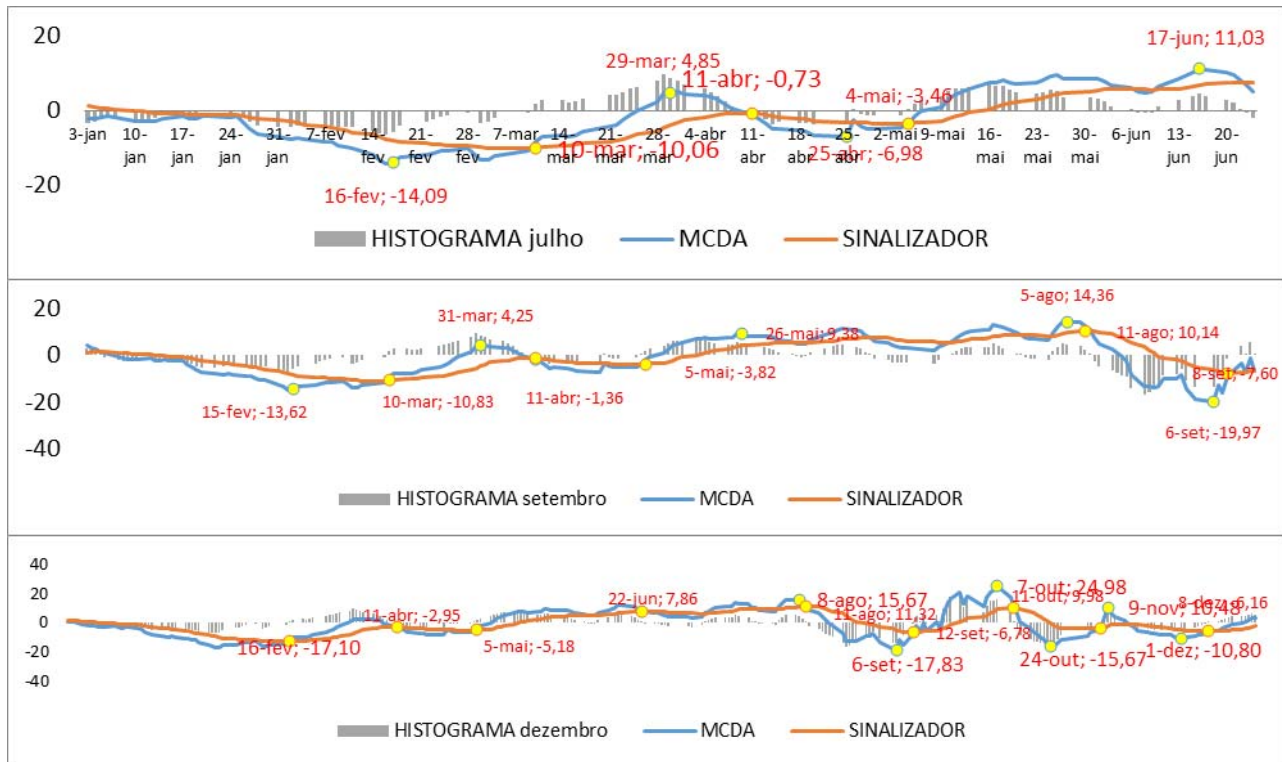 20
17-jun; 11,03
29-mar; 4,85
11-abr; -0,73
4-mai; -3,46
0
3-jan 10-jan 17-jan 24-jan 31-jan 7-fev 14-fev 21-fev 28-fev 7-mar 14-mar 21-mar 28-mar 4-abr 11-abr 18-abr 25-abr 2-mai 9-mai 16-mai 23-mai 30-mai 6-jun 13-jun 20-jun
10-mar; -10,06
25-abr; -6,98
-20
16-fev; -14,09
HISTOGRAMA julho MCDA SINALIZADOR
20
5-ago; 14,36
31-mar; 4,25
26-mai; 9,38
11-ago; 10,14
0
5-mai; -3,82
8-set; -7,60
-20
15-fev; -13,62
10-mar; -10,83
11-abr; -1,36
6-set; -19,97
-40
HISTOGRAMA setembro MCDA SINALIZADOR
40
20
22-jun; 7,86
8-ago; 15,67
7-out; 24,98
11-out; 9,98
8-dez; -6,16
11-abr; -2,95
11-ago; 11,32
9-nov; 10,48
0
16-fev; -17,10
5-mai; -5,18
12-set; -6,78
-20
6-set; -17,83
24-out; -15,67
1-dez; -10,80
-40
HISTOGRAMA dezembro MCDA SINALIZADOR